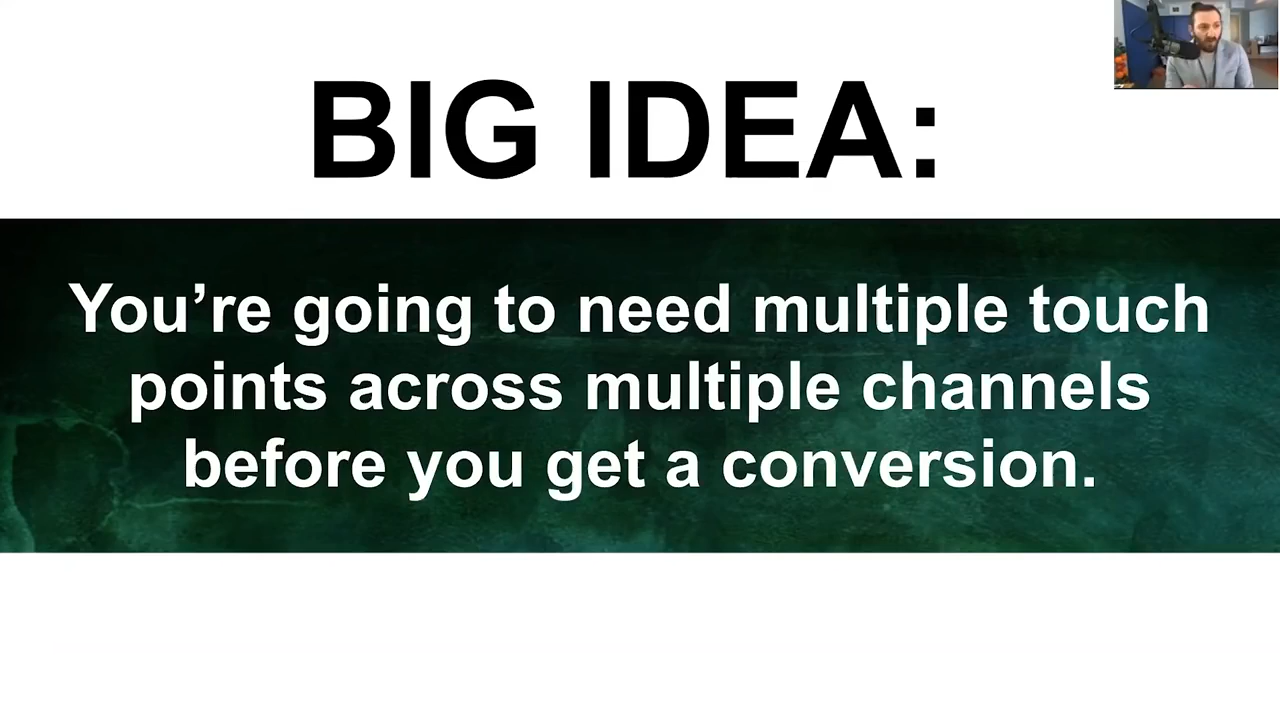 BIG IDEA:
You’re going to need multiple touch
points across multiple channels
before you get a conversion.